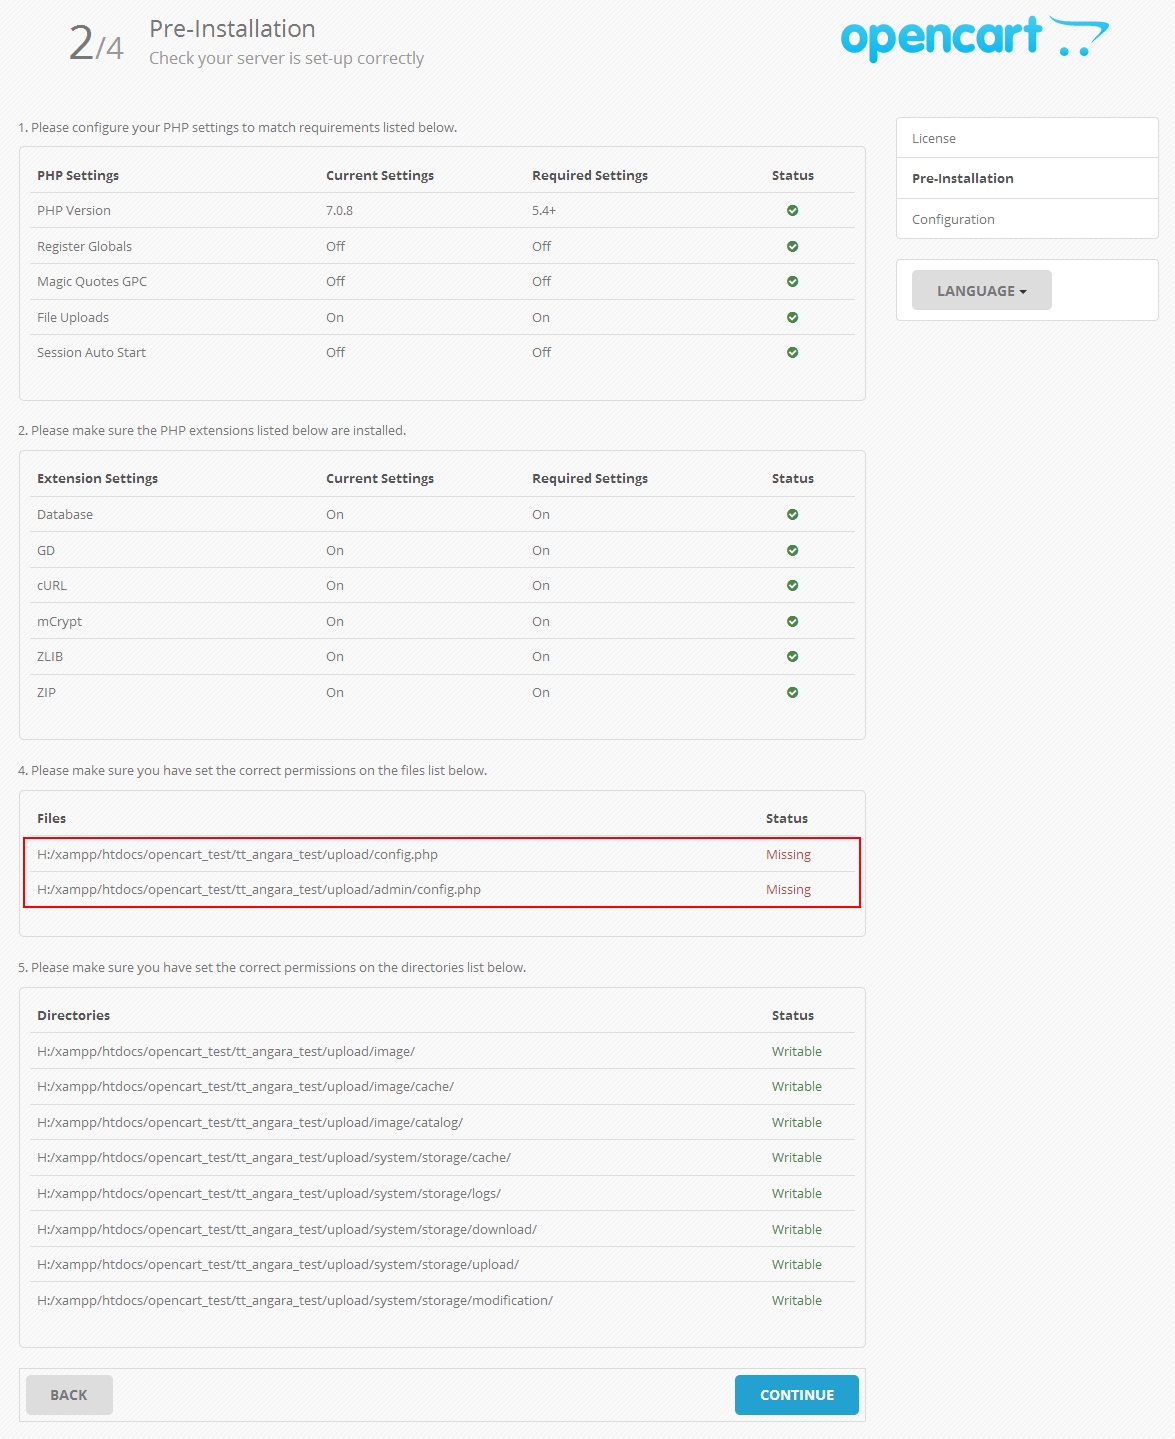 2/4
Pre-Installation
Check your server is set-up correctly
opencart
1. Please configure your PHP settings to match requirements listed below.
PHP Settings Current Settings Required Settings Status
PHP Version 7.0.8 5.4+
Register Globals Off Off
Magic Quotes GPC Off Off
File Uploads On On
Session Auto Start Off Off
License
Pre-Installation
Configuration
LANGUAGE
2. Please make sure the PHP extensions listed below are installed.
Extension Settings Current Settings Required Settings Status
Database On On
GD On On
cURL On On
mCrypt On On
ZLIB On On
ZIP On On
4. Please make sure you have set the correct permissions on the files list below.
Files Status
H:/xampp/htdocs/opencart_test/tt_angara_test/upload/config.php Missing
H:/xampp/htdocs/opencart_test/tt_angara_test/upload/admin/config.php Missing
5. Please make sure you have set the correct permissions on the directories list below.
Directories Status
H:/xampp/htdocs/opencart_test/tt_angara_test/upload/image/ Writable
H:/xampp/htdocs/opencart_test/tt_angara_test/upload/image/cache/ Writable
H:/xampp/htdocs/opencart_test/tt_angara_test/upload/image/catalog/ Writable
H:/xampp/htdocs/opencart_test/tt_angara_test/upload/system/storage/cache/ Writable
H:/xampp/htdocs/opencart_test/tt_angara_test/upload/system/storage/logs/ Writable
H:/xampp/htdocs/opencart_test/tt_angara_test/upload/system/storage/download/ Writable
H:/xampp/htdocs/opencart_test/tt_angara_test/upload/system/storage/upload/ Writable
H:/xampp/htdocs/opencart_test/tt_angara_test/upload/system/storage/modification/ Writable
BACK CONTINUE